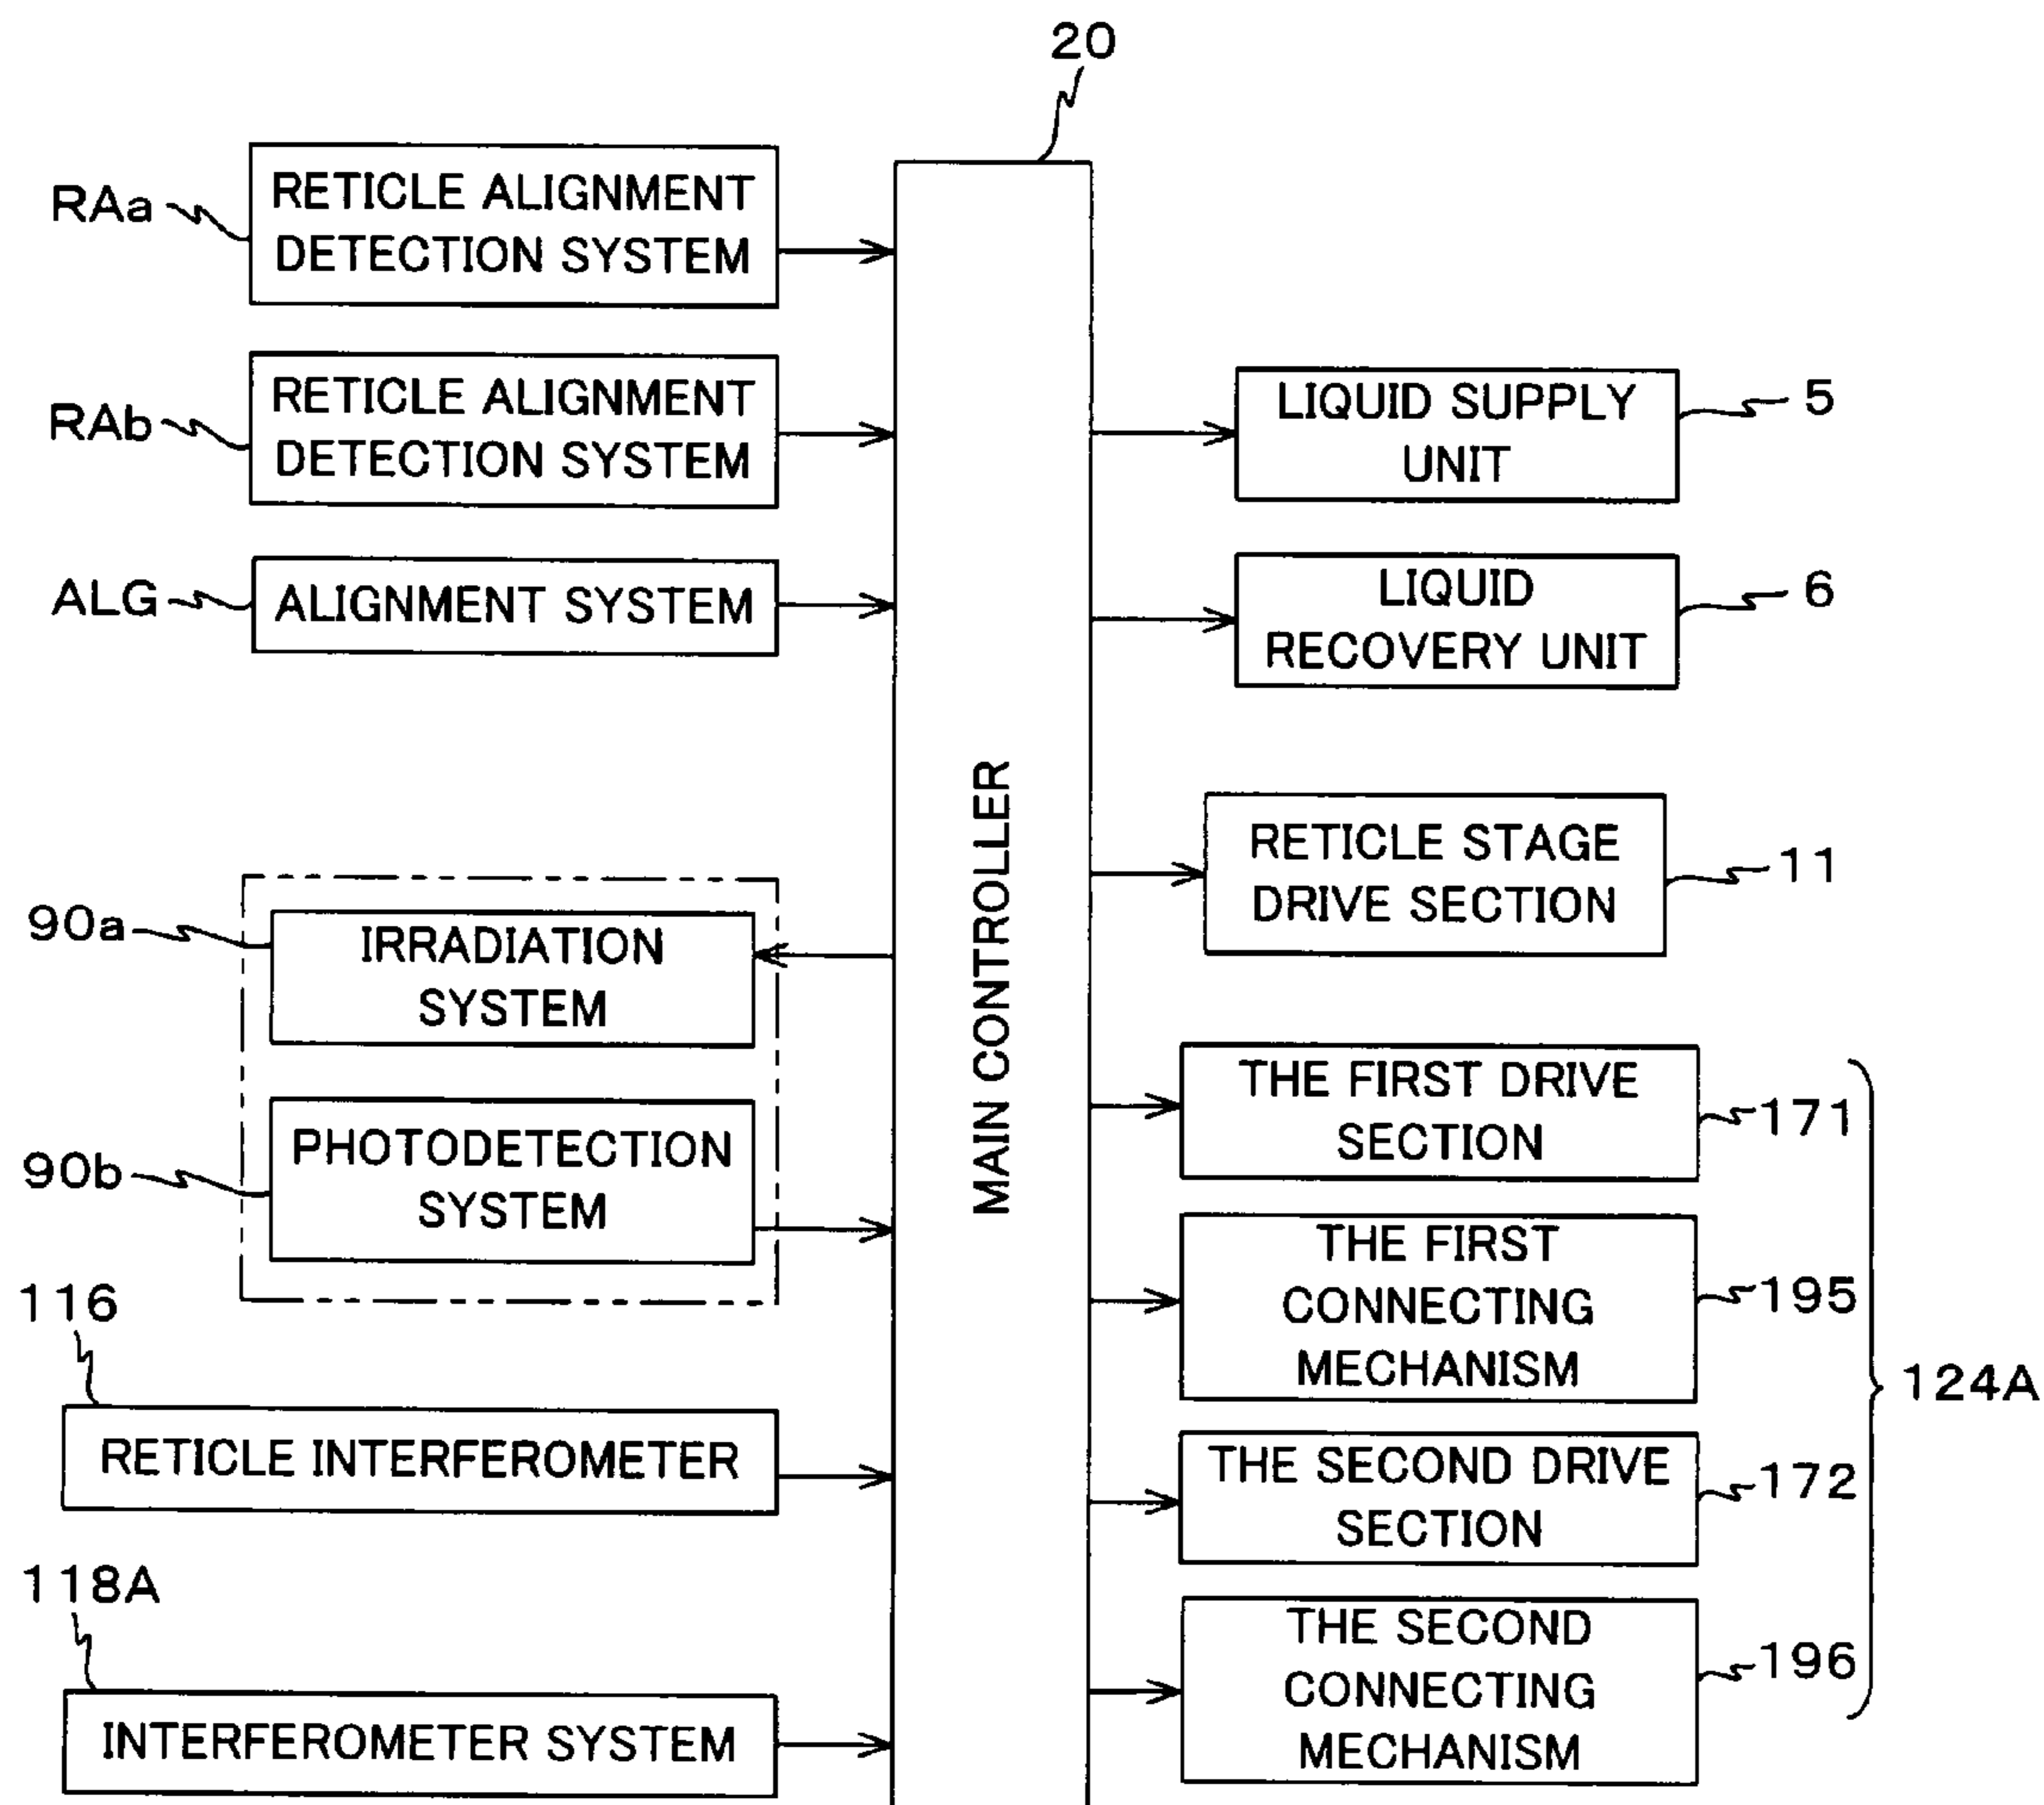 20
RAa
RETICLE ALIGNMENT
DETECTION SYSTEM
RAb
RETICLE ALIGNMENT
DETECTION SYSTEM
ALG
ALIGNMENT SYSTEM
90a
IRRADIATION
SYSTEM
90b
PHOTODETECTION
SYSTEM
116
RETICLE INTERFEROMETER
118A
INTERFEROMETER SYSTEM
MAIN CONTROLLER
LIQUID SUPPLY
UNIT
5
LIQUID
RECOVERY UNIT
6
RETICLE STAGE
DRIVE SECTION
11
THE FIRST DRIVE
SECTION
171
THE FIRST
CONNECTING
MECHANISM
195
THE SECOND DRIVE
SECTION
172
THE SECOND
CONNECTING
MECHANISM
196
124A